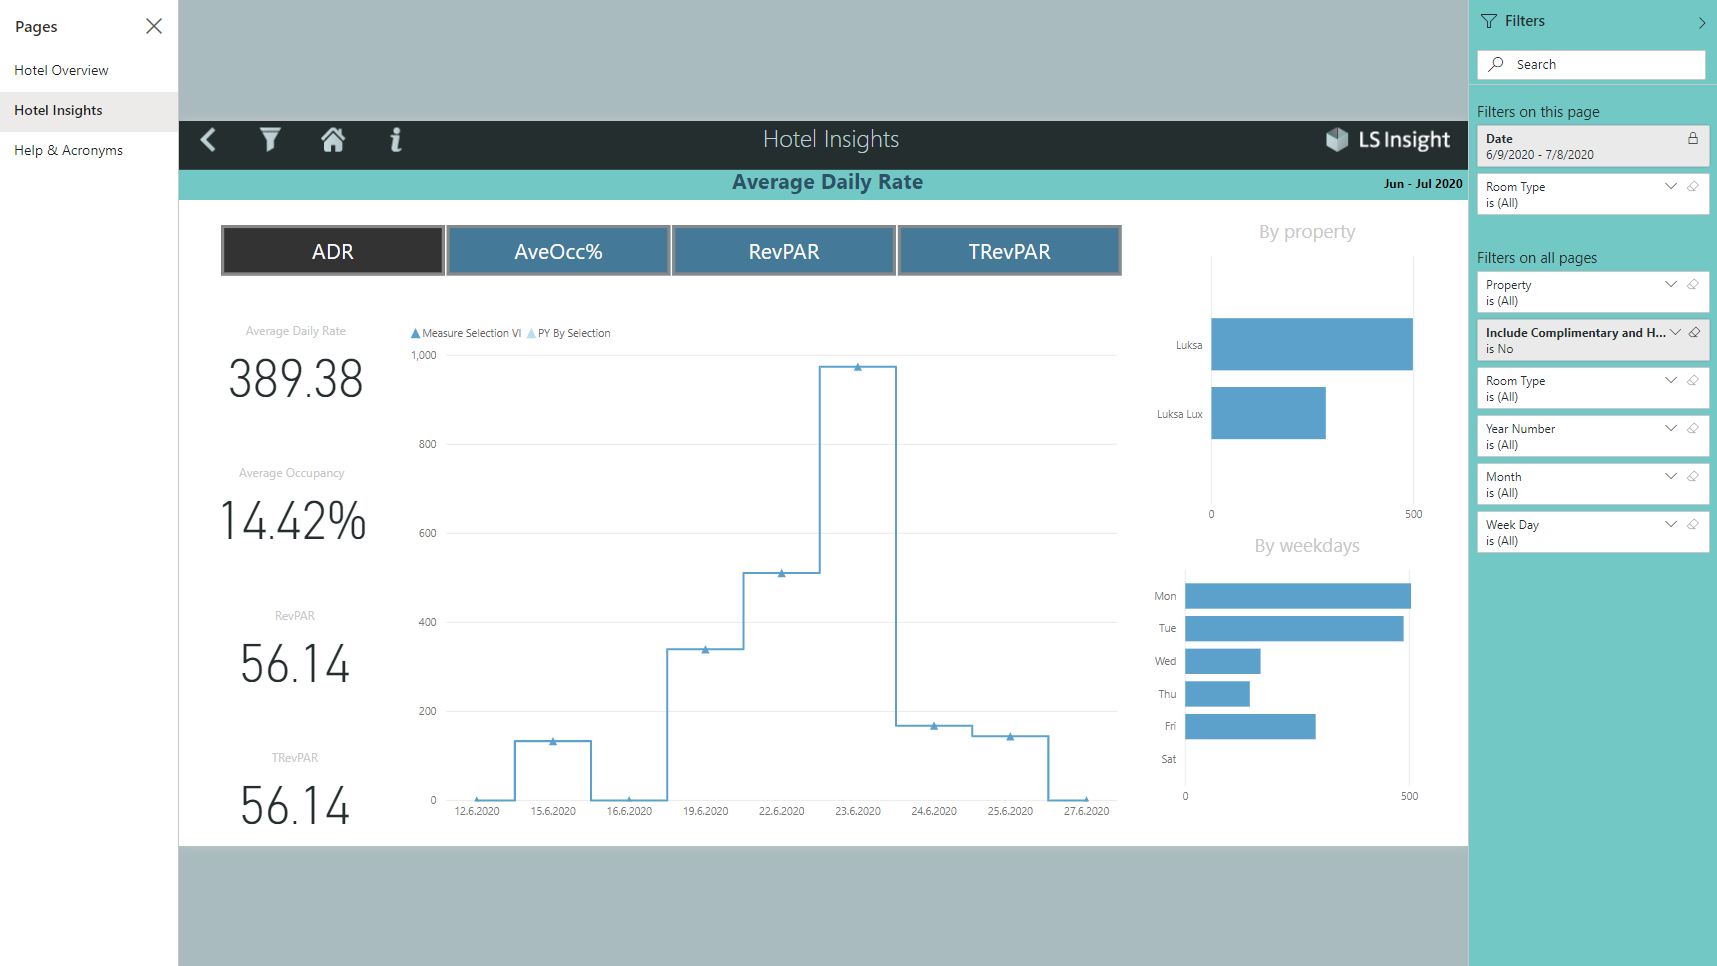 Pages
Hotel Overview
Hotel Insights
Help & Acronyms
Hotel Insights
LS Insight
Average Daily Rate
Jun - Jul 2020
ADR
AveOcc%
RevPAR
TRevPAR
Average Daily Rate
389.38
Average Occupancy
14.42%
RevPAR
56.14
TRevPAR
56.14
Measure Selection VI PY By Selection
1,000
800
600
400
200
0
12.6.2020 15.6.2020 16.6.2020 19.6.2020 22.6.2020 23.6.2020 24.6.2020 25.6.2020 27.6.2020
By property
Luksa
Luksa Lux
0 500
By weekdays
Mon
Tue
Wed
Thu
Fri
Sat
0 500
Filters
Search
Filters on this page
Date
6/9/2020 - 7/8/2020
Room Type
is (All)
Filters on all pages
Property
is (All)
Include Complimentary and H...
is No
Room Type
is (All)
Year Number
is (All)
Month
is (All)
Week Day
is (All)